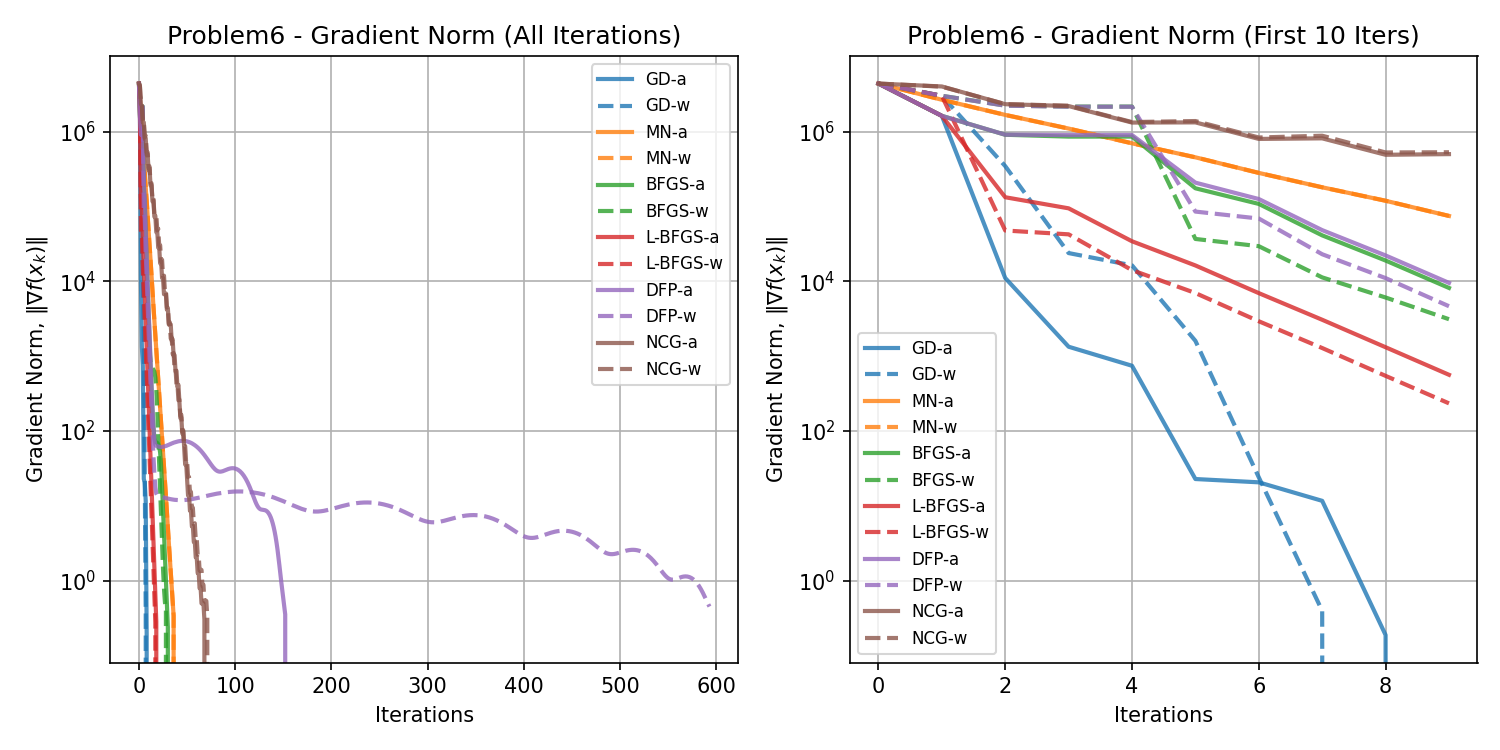 Problem6 - Gradient Norm (All Iterations)
Gradient Norm, ‖∇f(x_k)‖
10^6
10^4
10^2
10^0
0 100 200 300 400 500 600
Iterations
GD-a
GD-w
MN-a
MN-w
BFGS-a
BFGS-w
L-BFGS-a
L-BFGS-w
DFP-a
DFP-w
NCG-a
NCG-w
Problem6 - Gradient Norm (First 10 Iters)
Gradient Norm, ‖∇f(x_k)‖
10^6
10^4
10^2
10^0
0 2 4 6 8
Iterations
GD-a
GD-w
MN-a
MN-w
BFGS-a
BFGS-w
L-BFGS-a
L-BFGS-w
DFP-a
DFP-w
NCG-a
NCG-w